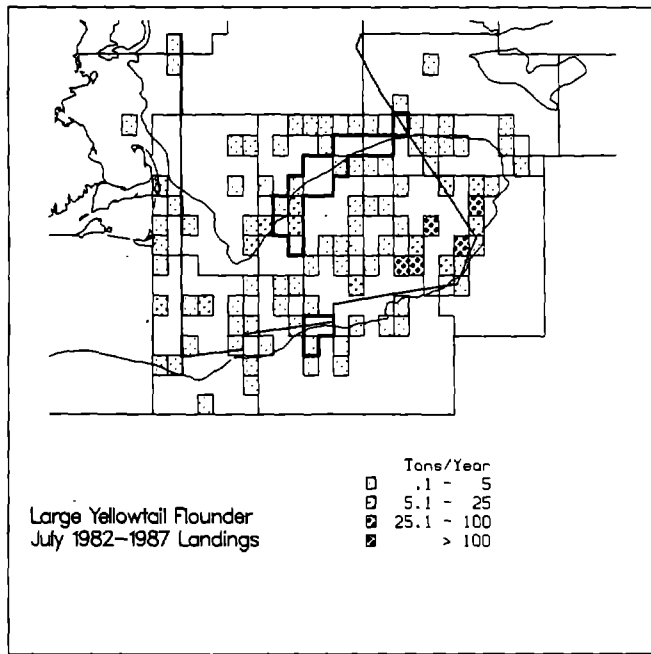 Tons/Year
.1 - 5
5.1 - 25
25.1 - 100
> 100
Large Yellowtail Flounder
July 1982-1987 Landings